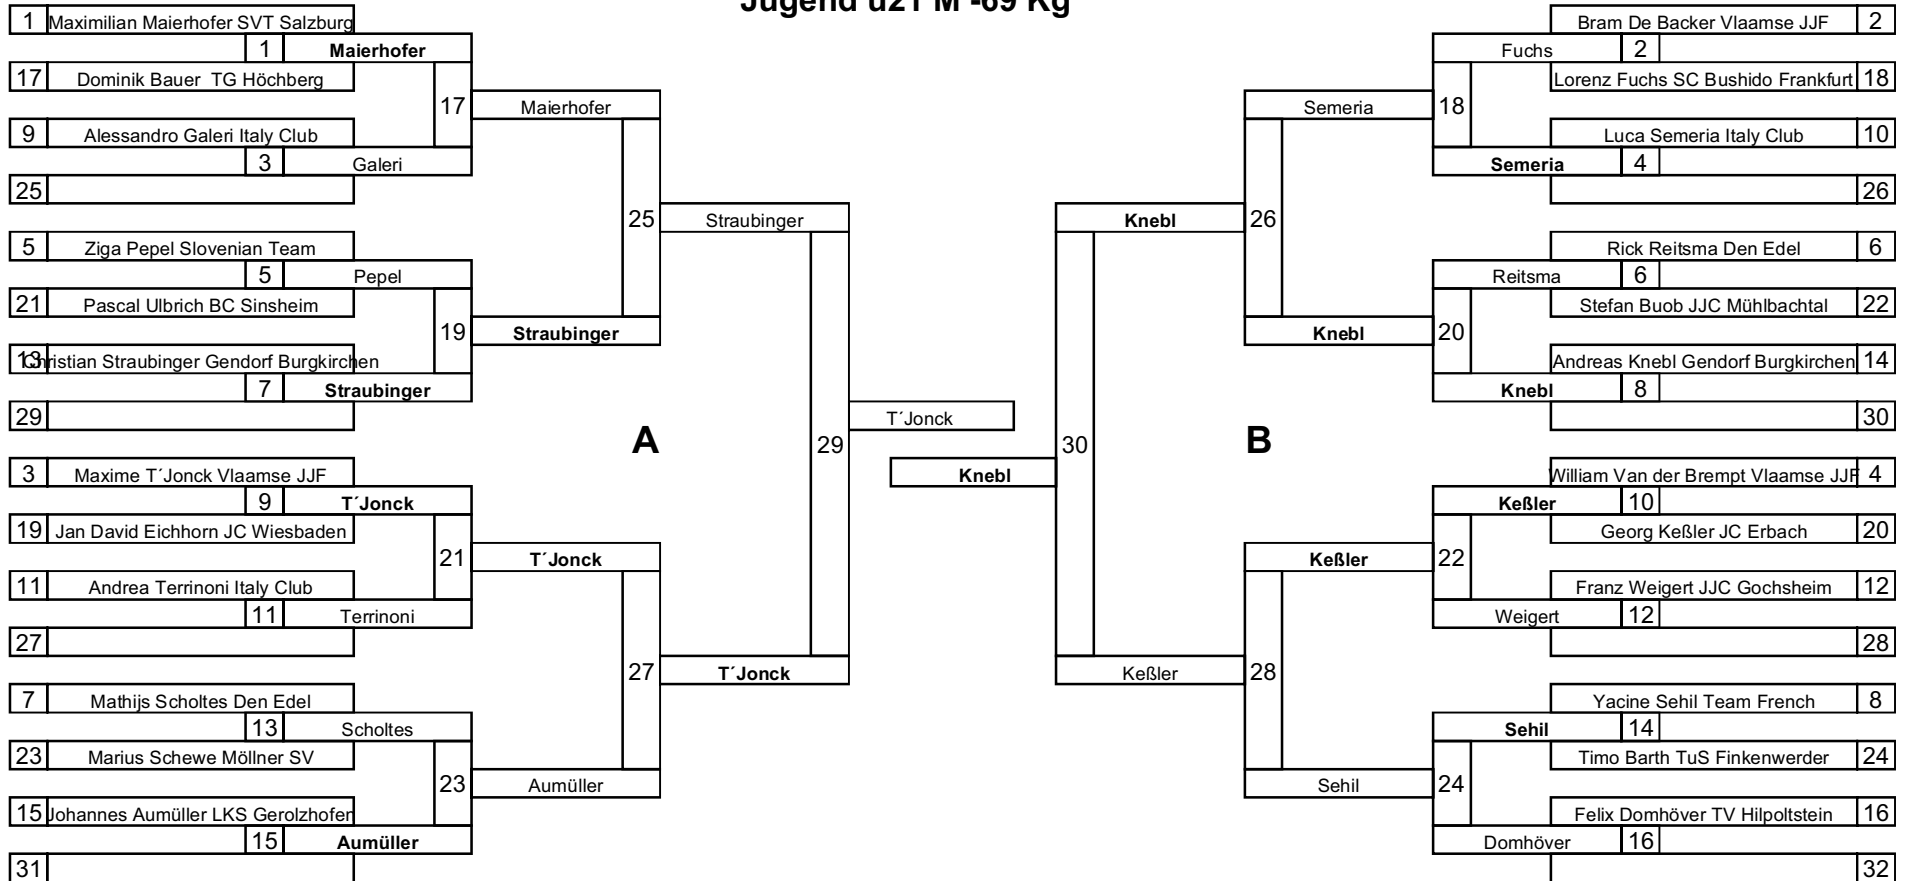 Jugend u21 M -69 Kg
1 Maximilian Maierhofer SVT Salzburg
1 Maierhofer
17 Dominik Bauer TG Höchberg
17 Maierhofer
9 Alessandro Galeri Italy Club
3 Galeri
25
25 Straubinger
5 Ziga Pepel Slovenian Team
5 Pepel
21 Pascal Ulbrich BC Sinsheim
19 Straubinger
13 Christian Straubinger Gendorf Burgkirchen
7 Straubinger
29
A
29 T´Jonck
3 Maxime T´Jonck Vlaamse JJF
9 T´Jonck
19 Jan David Eichhorn JC Wiesbaden
21 T´Jonck
11 Andrea Terrinoni Italy Club
11 Terrinoni
27
27 T´Jonck
7 Mathijs Scholtes Den Edel
13 Scholtes
23 Marius Schewe Möllner SV
23 Aumüller
15 Johannes Aumüller LKS Gerolzhofen
15 Aumüller
31
Bram De Backer Vlaamse JJF 2
Fuchs 2
Lorenz Fuchs SC Bushido Frankfurt 18
Semeria 18
Luca Semeria Italy Club 10
Semeria 4
26
Knebl 26
Rick Reitsma Den Edel 6
Reitsma 6
Stefan Buob JJC Mühlbachtal 22
Knebl 20
Andreas Knebl Gendorf Burgkirchen 14
Knebl 8
30
B
Knebl 30
William Van der Brempt Vlaamse JJF 4
Keßler 10
Georg Keßler JC Erbach 20
Keßler 22
Franz Weigert JJC Gochsheim 12
Weigert 12
28
Keßler 28
Yacine Sehil Team French 8
Sehil 14
Timo Barth TuS Finkenwerder 24
Sehil 24
Felix Domhöver TV Hilpoltstein 16
Domhöver 16
32